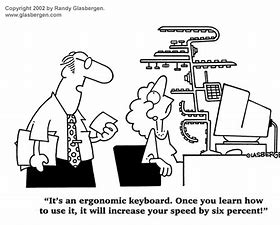 Copyright 2002 by Randy Glasbergen.
www.glasbergen.com
GLASBERGEN
"It's an ergonomic keyboard. Once you learn how
to use it, it will increase your speed by six percent!"